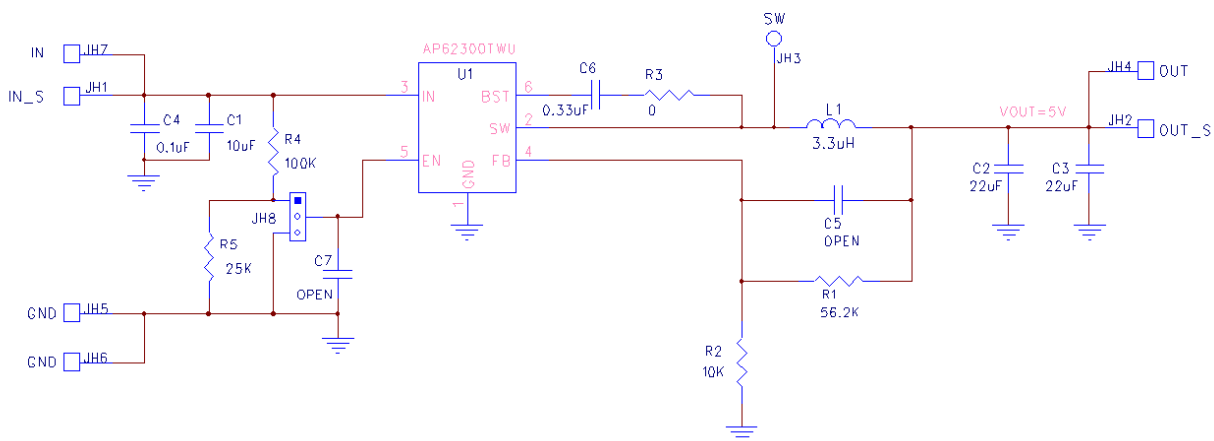 SW
IN
JH7
AP62300TWU
JH3
JH4
OUT
IN_S
JH1
U1
C6
R3
3
IN
BST
6
0.33uF
0
L1
VOUT=5V
JH2
OUT_S
C4
C1
SW
2
3.3uH
0.1uF
10uF
R4
100K
5
EN
FB
4
C2
22uF
C3
22uF
GND
1
JH8
C5
OPEN
R5
25K
C7
OPEN
R1
56.2K
GND
JH5
R2
10K
GND
JH6